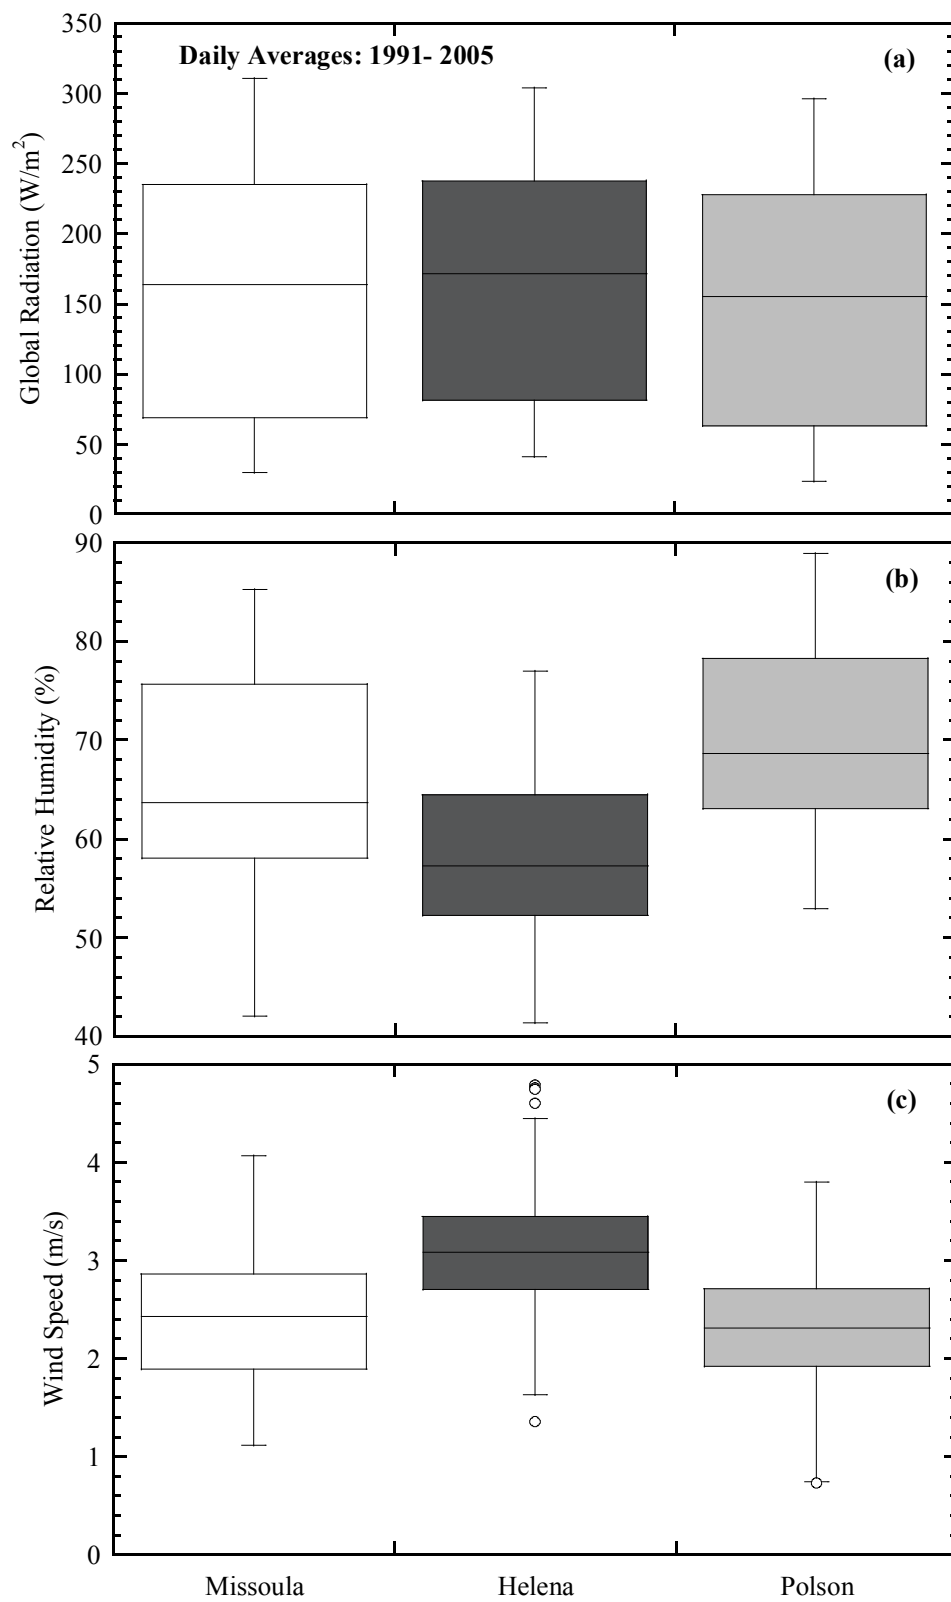 Daily Averages: 1991- 2005
(a)
350
300
250
200
150
100
50
0
Global Radiation (W/m²)
(b)
90
80
70
60
50
40
Relative Humidity (%)
(c)
5
4
3
2
1
0
Wind Speed (m/s)
Missoula Helena Polson